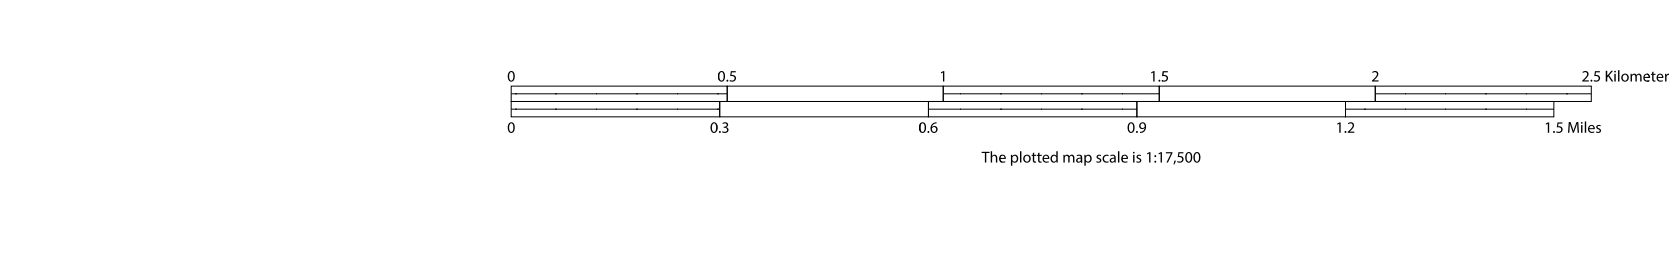 0 0.5 1 1.5 2 2.5 Kilometer
0 0.3 0.6 0.9 1.2 1.5 Miles
The plotted map scale is 1:17,500